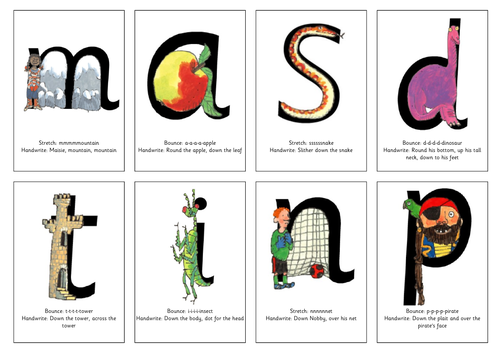 m
Stretch: mmmmmountain
Handwrite: Maisie, mountain, mountain
a
Bounce: a-a-a-a-apple
Handwrite: Round the apple, down the leaf
s
Stretch: sssssnake
Handwrite: Slither down the snake
d
Bounce: d-d-d-d-dinosaur
Handwrite: Round his bottom, up his tall
neck, down to his feet
t
Bounce: t-t-t-t-tower
Handwrite: Down the tower, across the
tower
i
Bounce: i-i-i-i-insect
Handwrite: Down the body, dot for the head
n
Stretch: nnnnnnet
Handwrite: Down Nobby, over his net
p
Bounce: p-p-p-p-pirate
Handwrite: Down the plait and over the
pirate's face